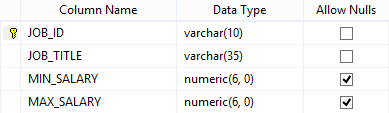 Column Name Data Type Allow Nulls
JOB_ID varchar(10)
JOB_TITLE varchar(35)
MIN_SALARY numeric(6, 0)
MAX_SALARY numeric(6, 0)